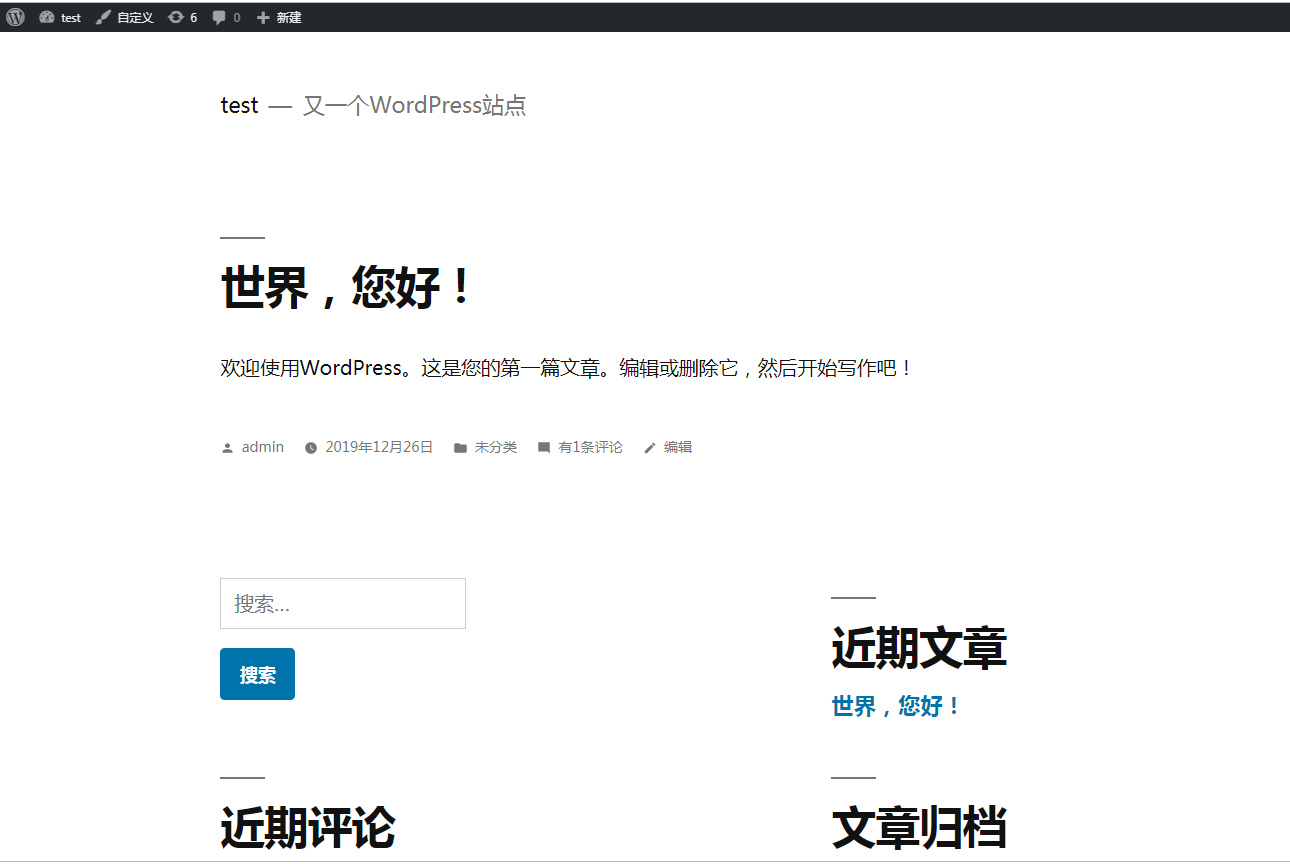 test 自定义 6 0 新建
test — 又一个WordPress站点
世界，您好！
欢迎使用WordPress。这是您的第一篇文章。编辑或删除它，然后开始写作吧！
admin 2019年12月26日 未分类 有1条评论 编辑
搜索…
搜索
近期文章
世界，您好！
近期评论
文章归档